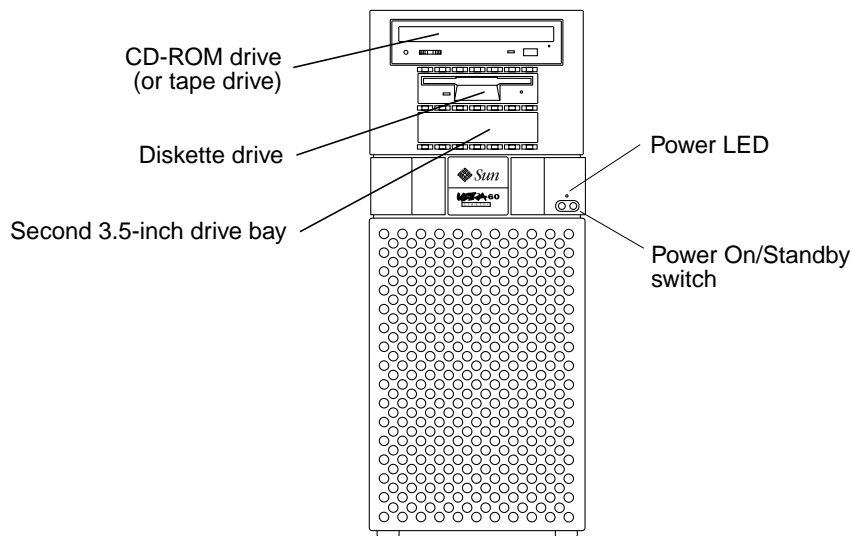 CD-ROM drive
(or tape drive)
Diskette drive
Second 3.5-inch drive bay
Sun
60
Power LED
Power On/Standby
switch